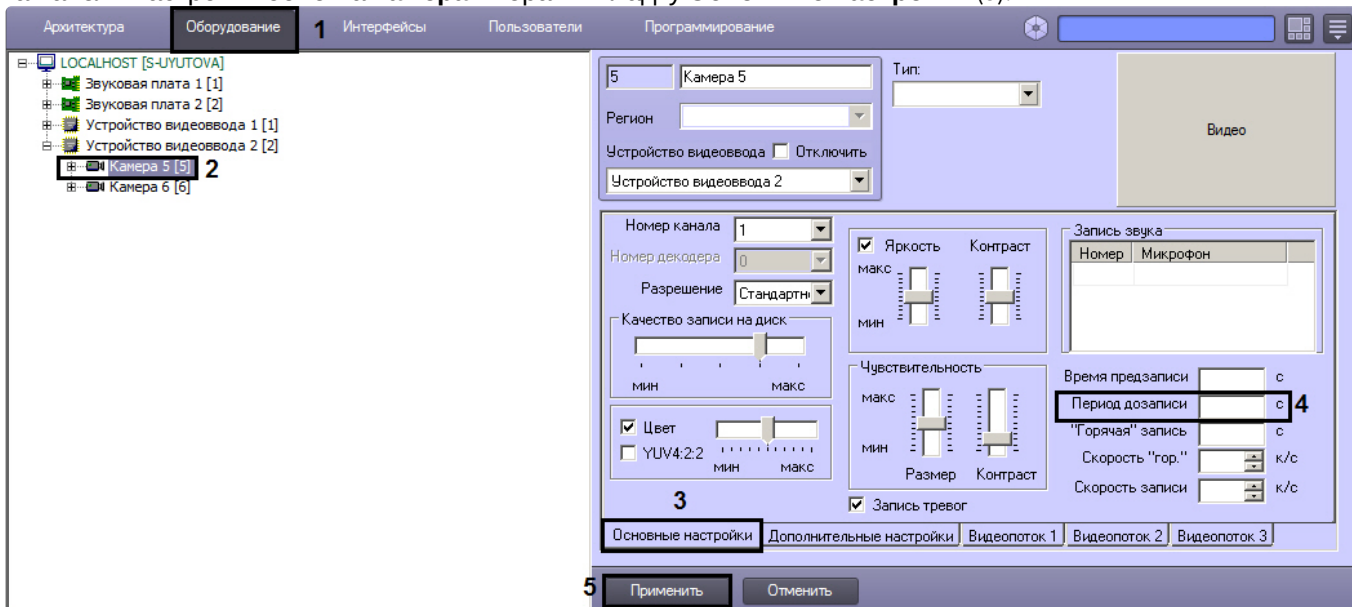 Архитектура Оборудование 1 Интерфейсы Пользователи Программирование
LOCALHOST [S-UYUTOVA]
Звуковая плата 1 [1]
Звуковая плата 2 [2]
Устройство видеоввода 1 [1]
Устройство видеоввода 2 [2]
Камера 5 [5] 2
Камера 6 [6]
5 Камера 5
Тип:
Регион
Устройство видеоввода Отключить
Устройство видеоввода 2
Видео
Номер канала 1
Номер декодера 0
Разрешение Стандартн
Качество записи на диск
мин макс
Цвет
YUV4:2:2
мин макс
Яркость Контраст
макс
мин
Чувствительность
макс
мин
Размер Контраст
Запись тревог
Запись звука
Номер Микрофон
Время предзаписи с
Период дозаписи с 4
"Горячая" запись с
Скорость "гор." к/с
Скорость записи к/с
3
Основные настройки Дополнительные настройки Видеопоток 1 Видеопоток 2 Видеопоток 3
5 Применить Отменить